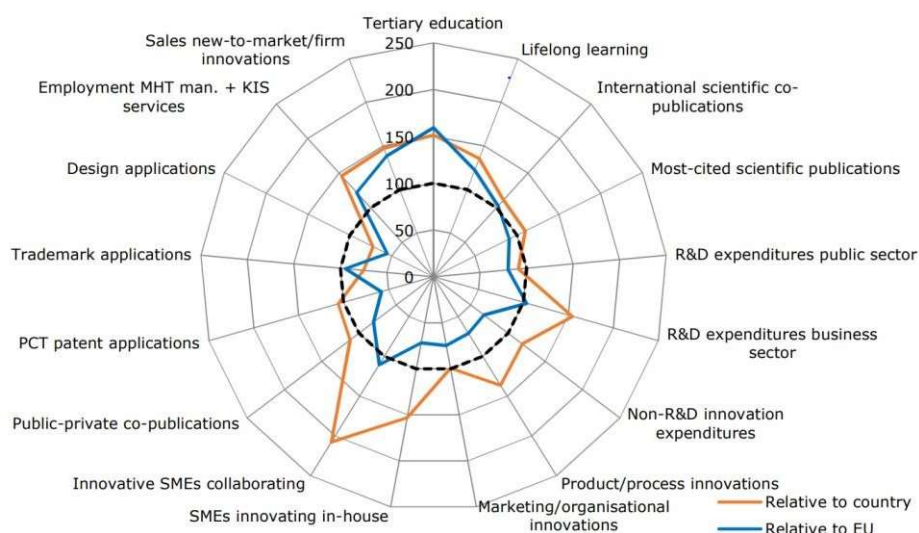 Tertiary education
Sales new-to-market/firm
innovations
Lifelong learning
Employment MHT man. + KIS
services
International scientific co-
publications
Design applications
Most-cited scientific publications
Trademark applications
R&D expenditures public sector
PCT patent applications
R&D expenditures business
sector
Public-private co-publications
Non-R&D innovation
expenditures
Innovative SMEs collaborating
Product/process innovations
SMEs innovating in-house
Marketing/organisational
innovations
250
200
150
100
50
0
Relative to country
Relative to EU